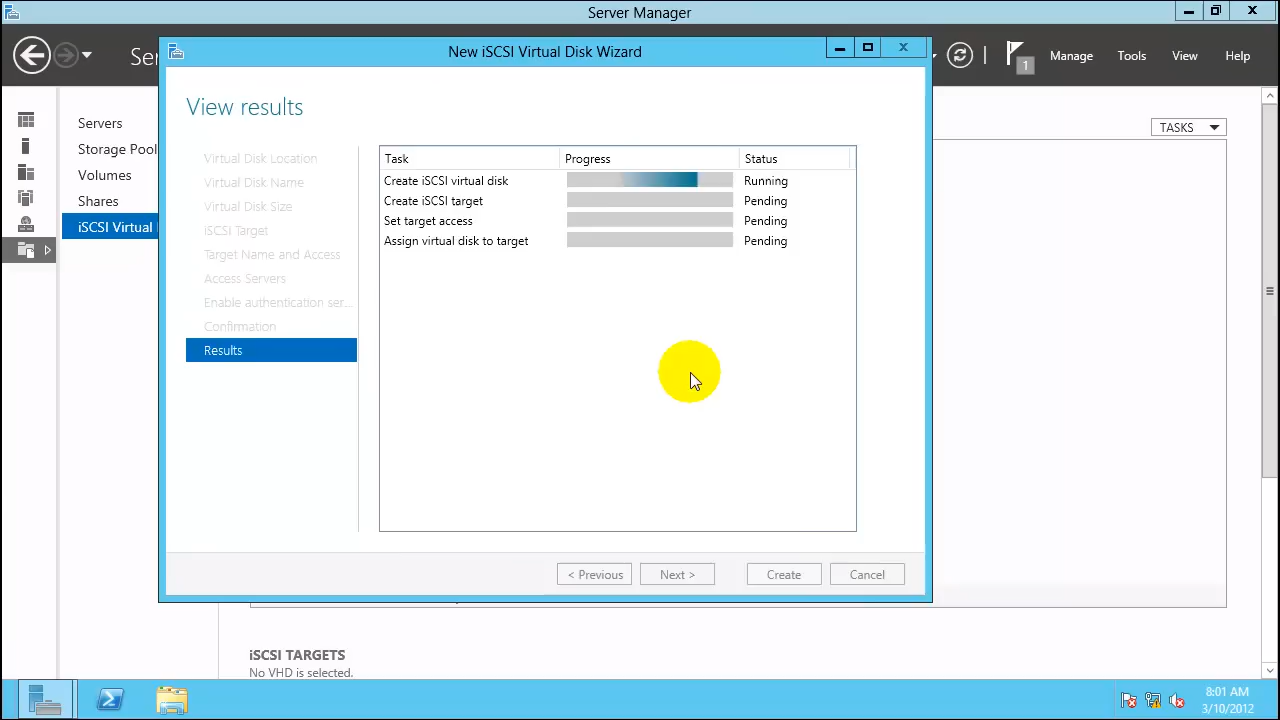 Server Manager
Ser
1
Manage
Tools
View
Help
New iSCSI Virtual Disk Wizard
View results
Servers
Storage Pool
Volumes
Shares
iSCSI Virtual
TASKS
Virtual Disk Location
Virtual Disk Name
Virtual Disk Size
iSCSI Target
Target Name and Access
Access Servers
Enable authentication ser...
Confirmation
Results
Task Progress Status
Create iSCSI virtual disk Running
Create iSCSI target Pending
Set target access Pending
Assign virtual disk to target Pending
< Previous
Next >
Create
Cancel
iSCSI TARGETS
No VHD is selected.
8:01 AM
3/10/2012